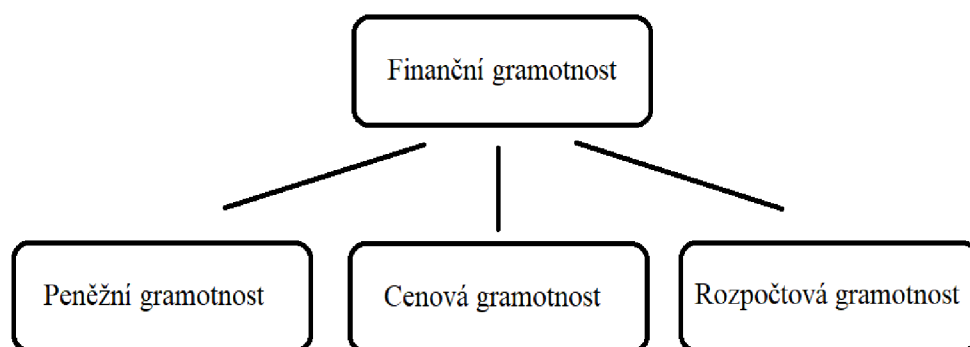 Finanční gramotnost
Peněžní gramotnost
Cenová gramotnost
Rozpočtová gramotnost